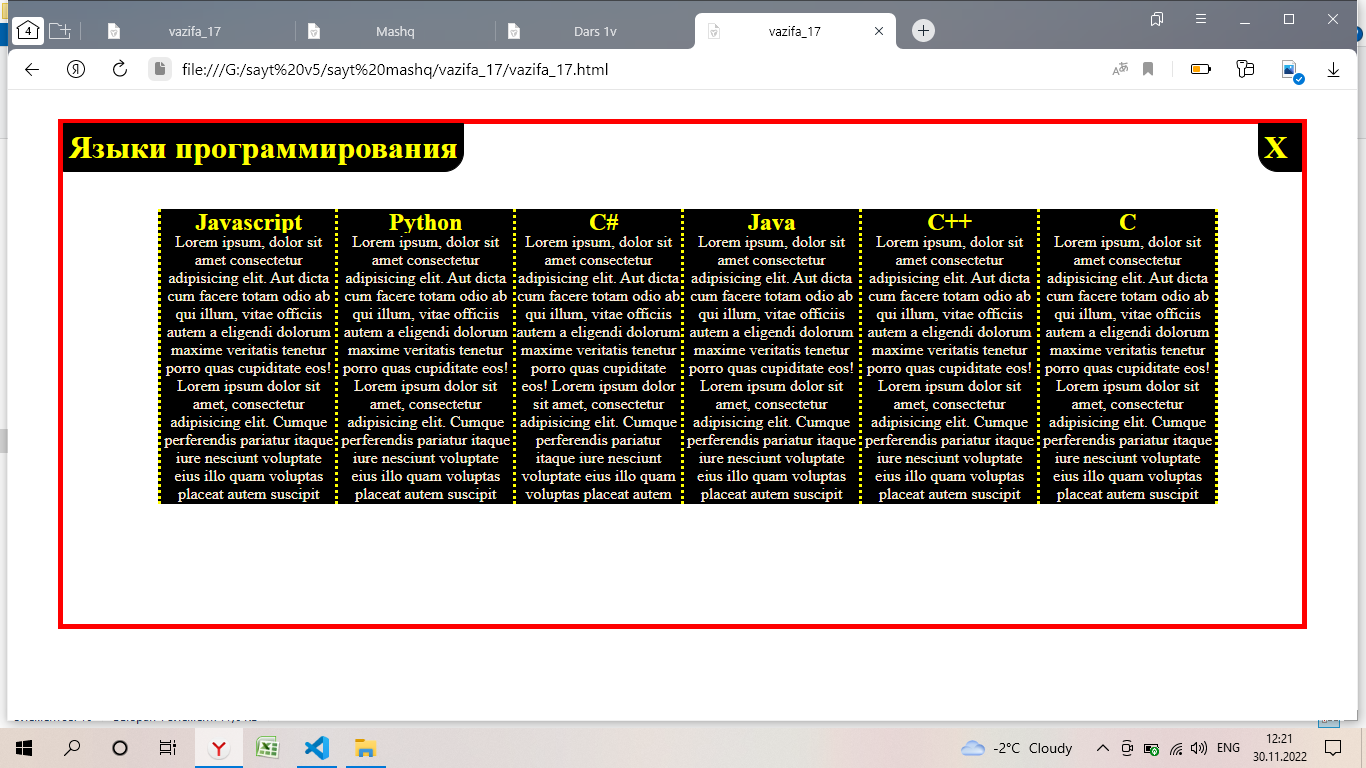 4
vazifa_17
Mashq
Dars 1v
vazifa_17
file:///G:/sayt%20v5/sayt%20mashq/vazifa_17/vazifa_17.html
Языки программирования
X
Javascript
Lorem ipsum, dolor sit
amet consectetur
adipisicing elit. Aut dicta
cum facere totam odio ab
qui illum, vitae officiis
autem a eligendi dolorum
maxime veritatis tenetur
porro quas cupiditate eos!
Lorem ipsum dolor sit
amet, consectetur
adipisicing elit. Cumque
perferendis pariatur itaque
iure nesciunt voluptate
eius illo quam voluptas
placeat autem suscipit
Python
Lorem ipsum, dolor sit
amet consectetur
adipisicing elit. Aut dicta
cum facere totam odio ab
qui illum, vitae officiis
autem a eligendi dolorum
maxime veritatis tenetur
porro quas cupiditate eos!
Lorem ipsum dolor sit
amet, consectetur
adipisicing elit. Cumque
perferendis pariatur itaque
iure nesciunt voluptate
eius illo quam voluptas
placeat autem suscipit
C#
Lorem ipsum, dolor sit
amet consectetur
adipisicing elit. Aut dicta
cum facere totam odio ab
qui illum, vitae officiis
autem a eligendi dolorum
maxime veritatis tenetur
porro quas cupiditate
eos! Lorem ipsum dolor
sit amet, consectetur
adipisicing elit. Cumque
perferendis pariatur
itaque iure nesciunt
voluptate eius illo quam
voluptas placeat autem
Java
Lorem ipsum, dolor sit
amet consectetur
adipisicing elit. Aut dicta
cum facere totam odio ab
qui illum, vitae officiis
autem a eligendi dolorum
maxime veritatis tenetur
porro quas cupiditate eos!
Lorem ipsum dolor sit
amet, consectetur
adipisicing elit. Cumque
perferendis pariatur itaque
iure nesciunt voluptate
eius illo quam voluptas
placeat autem suscipit
C++
Lorem ipsum, dolor sit
amet consectetur
adipisicing elit. Aut dicta
cum facere totam odio ab
qui illum, vitae officiis
autem a eligendi dolorum
maxime veritatis tenetur
porro quas cupiditate eos!
Lorem ipsum dolor sit
amet, consectetur
adipisicing elit. Cumque
perferendis pariatur itaque
iure nesciunt voluptate
eius illo quam voluptas
placeat autem suscipit
C
Lorem ipsum, dolor sit
amet consectetur
adipisicing elit. Aut dicta
cum facere totam odio ab
qui illum, vitae officiis
autem a eligendi dolorum
maxime veritatis tenetur
porro quas cupiditate eos!
Lorem ipsum dolor sit
amet, consectetur
adipisicing elit. Cumque
perferendis pariatur itaque
iure nesciunt voluptate
eius illo quam voluptas
placeat autem suscipit
-2°C Cloudy
ENG
12:21
30.11.2022